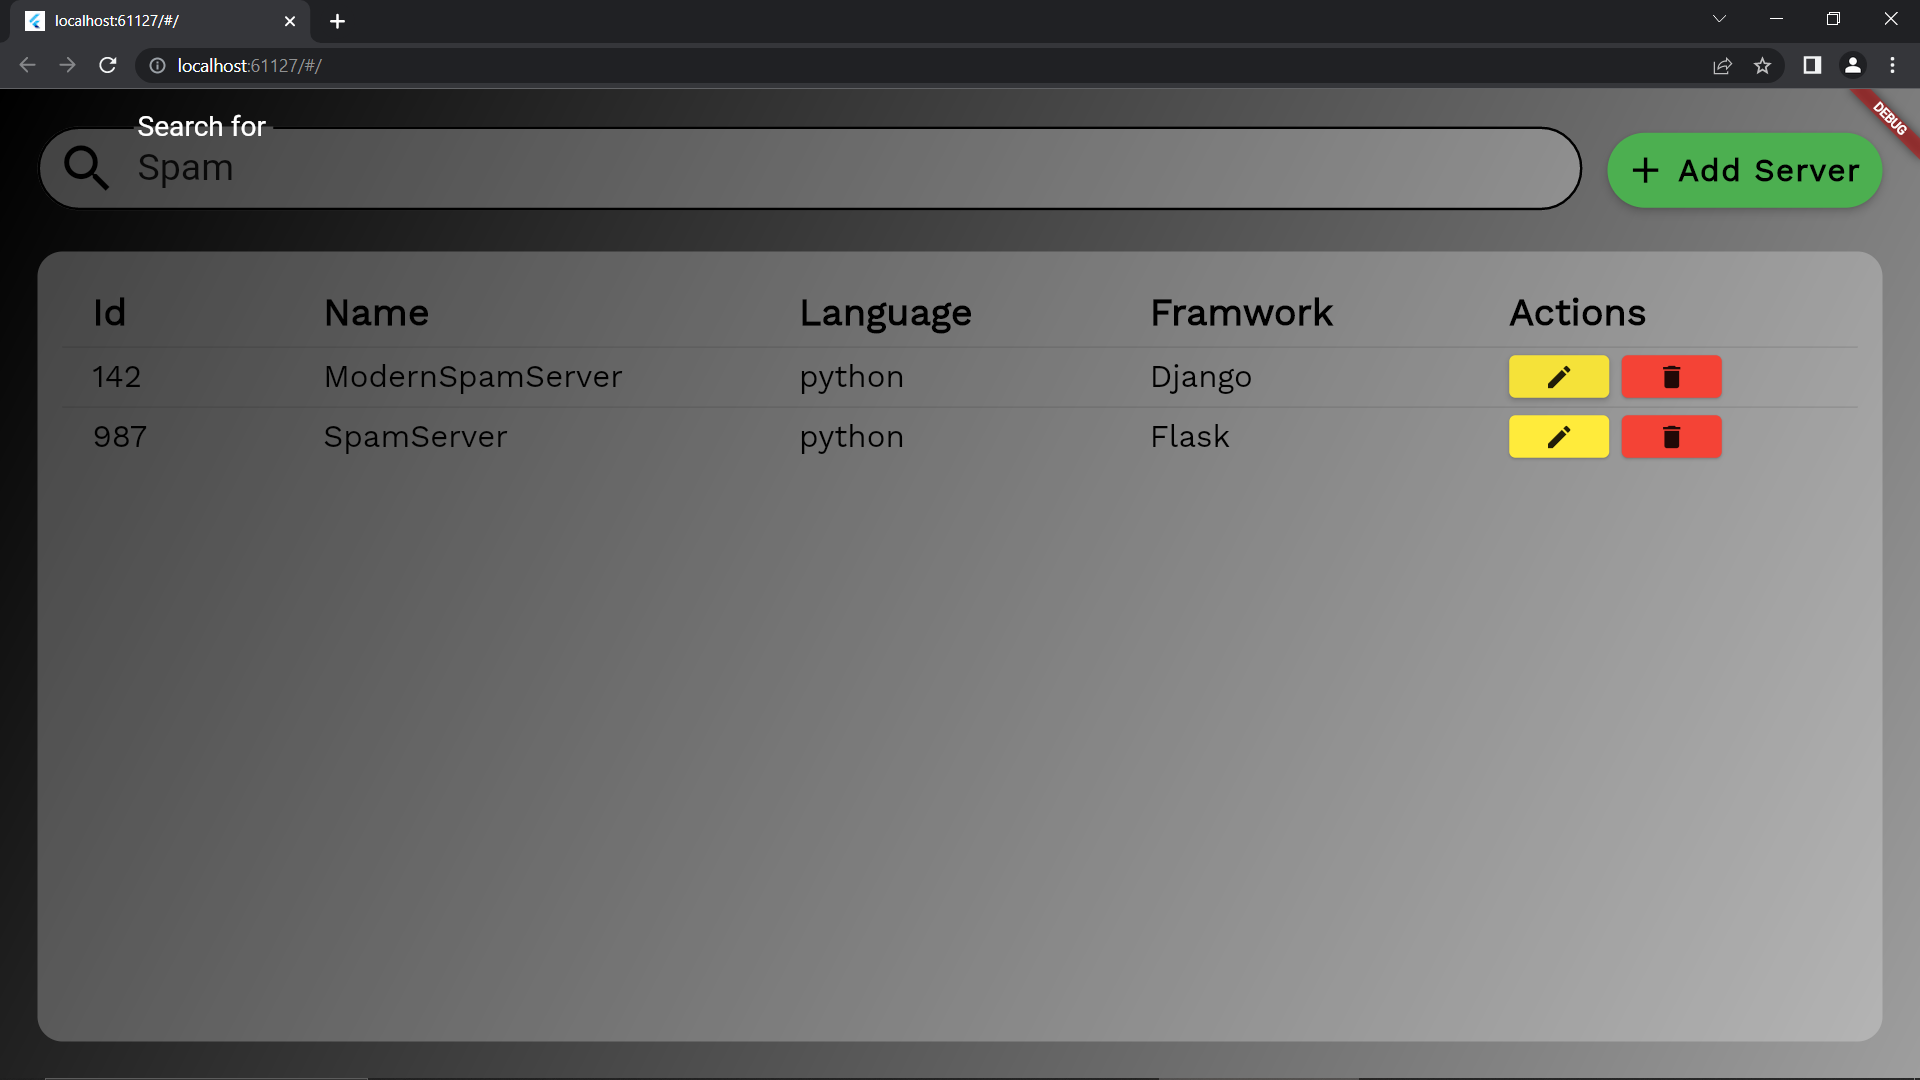 localhost:61127/#/
localhost:61127/#/
DEBUG
Search for
Spam
Add Server
Id Name Language Framwork Actions
142 ModernSpamServer python Django
987 SpamServer python Flask